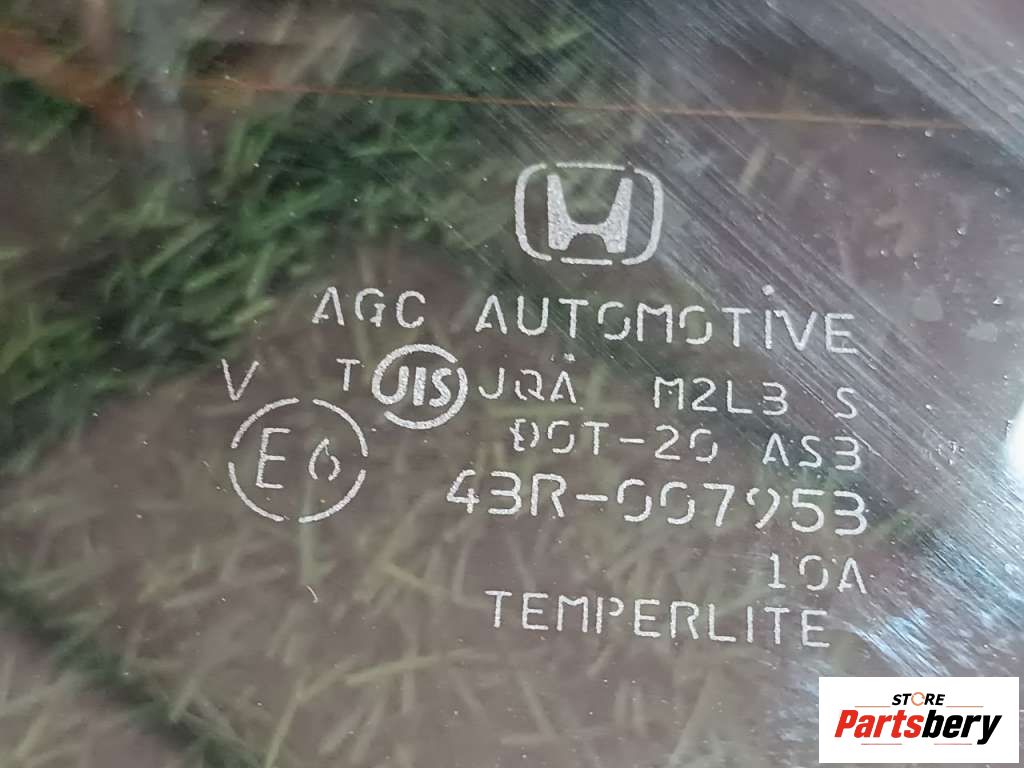 AGC AUTOMOTIVE
V T JIS JQA M2L3 S
DOT-20 AS3
E6 43R-007953
10A
TEMPERLITE
STORE
Partsbery